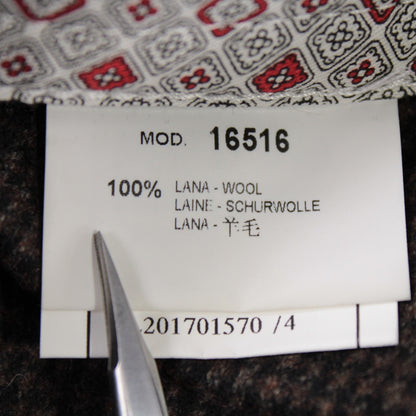 MOD. 16516
100% LANA - WOOL
LAINE - SCHURWOLLE
LANA - 羊毛
201701570 /4